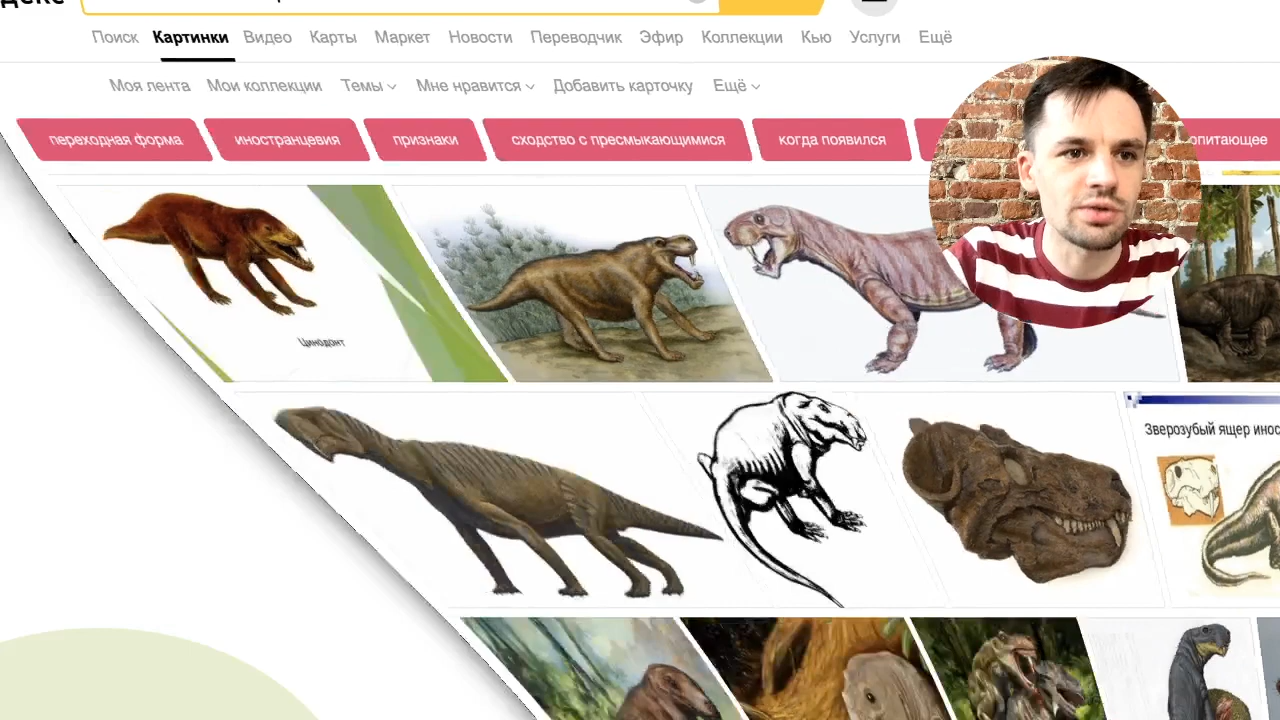 Поиск Картинки Видео Карты Маркет Новости Переводчик Эфир Коллекции Кью Услуги Ещё
Моя лента Мои коллекции Темы Мне нравится Добавить карточку Ещё
переходная форма иностранцевия признаки сходство с пресмыкающимися когда появился
Цинодонт
Зверозубый ящер